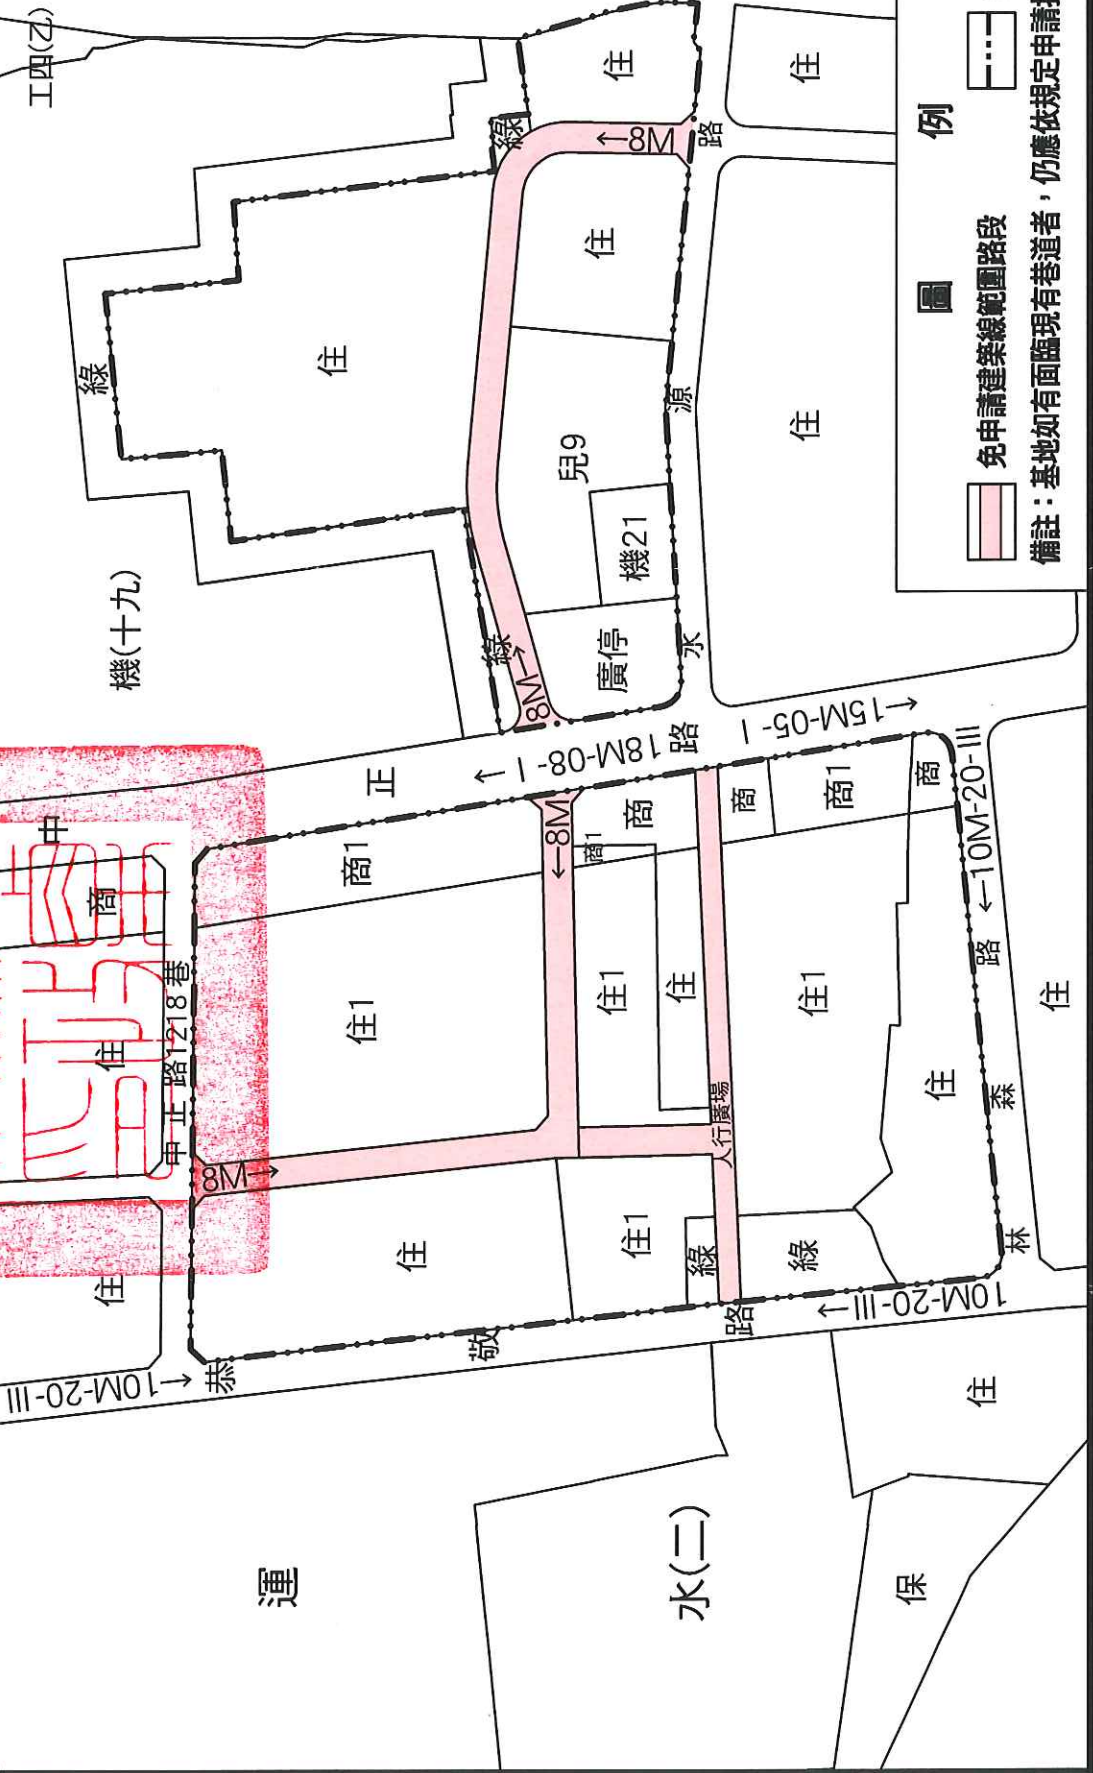 工四(乙)
綠
住
8M→
住
路
住
綠
住
住
兒9
源
住
機21
機(十九)
綠
←8M
廣停
水
中
正
18M-08-I→
路
15M-05-I→
商
商1
←8M
商1
商
商
商1
商
←10M-20-III
中正路1218巷
住
住1
住1
住
住1
路
住
人行廣場
住
森
8M→
住
住1
綠
綠
林
住
10M-20-III→
恭
敬
路
10M-20-III→
運
水(二)
住
保
圖例
免申請建築線範圍路段
備註：基地如有面臨現有巷道者，仍應依規定申請